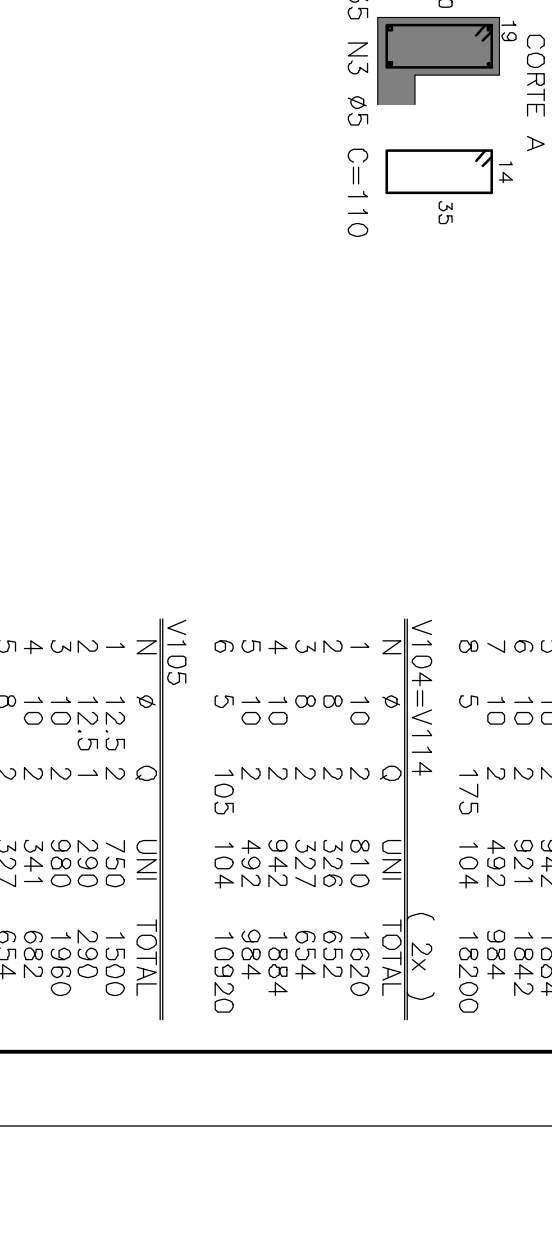 CORTE A
19
14
35
N3 ø5 C=110
6 10 2 921 1842
7 10 2 492 984
8 5 175 104 18200
V104=V114 ( 2x )
N ø Q UNI TOTAL
1 10 2 810 1620
2 8 2 326 652
3 8 2 327 654
4 10 2 942 1884
5 10 2 492 984
6 5 105 104 10920
V105
N ø Q UNI TOTAL
1 12.5 2 750 1500
2 12.5 1 290 290
3 10 2 980 1960
4 10 2 341 682
5 8 2 327 654